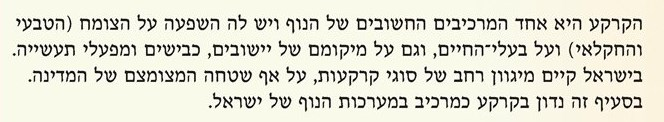 הקרקע היא אחד המרכיבים החשובים של הנוף ויש לה השפעה על הצומח (הטבעי
והחקלאי) ועל בעלי־החיים, וגם על מיקומם של יישובים, כבישים ומפעלי תעשייה.
בישראל קיים מיגוון רחב של סוגי קרקעות, על אף שטחה המצומצם של המדינה.
בסעיף זה נדון בקרקע כמרכיב במערכות הנוף של ישראל.